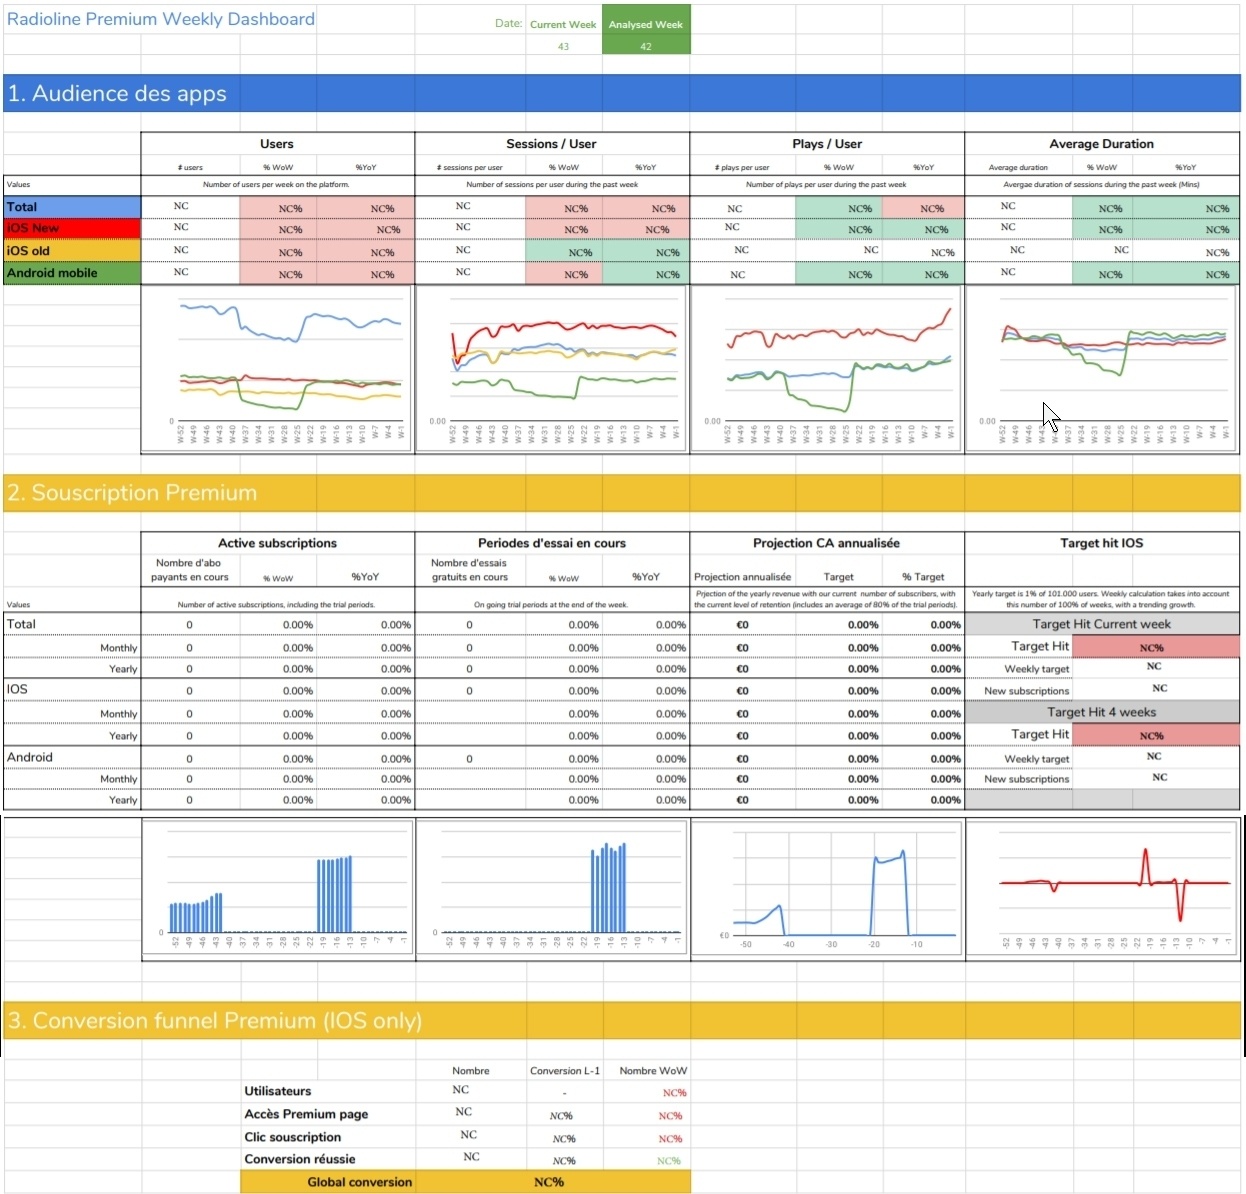 Radioline Premium Weekly Dashboard
Date: Current Week Analysed Week
43 42
1. Audience des apps
Users Sessions / User Plays / User Average Duration
# users % WoW %YoY # sessions per user % WoW %YoY # plays per user % WoW %YoY Average duration % WoW %YoY
Values Number of users per week on the platform. Number of sessions per user during the past week Number of plays per user during the past week Avergae duration of sessions during the past week (Mins)
Total NC NC% NC% NC NC% NC% NC NC% NC% NC NC% NC%
iOS New NC NC% NC% NC NC% NC% NC NC% NC% NC NC% NC%
iOS old NC NC% NC% NC NC% NC% NC NC NC% NC NC NC%
Android mobile NC NC% NC% NC NC% NC% NC NC% NC% NC NC% NC%
0 0.00 0.00 0.00
W-52 W-49 W-46 W-43 W-40 W-37 W-34 W-31 W-28 W-25 W-22 W-19 W-16 W-13 W-10 W-7 W-4 W-1
W-52 W-49 W-46 W-43 W-40 W-37 W-34 W-31 W-28 W-25 W-22 W-19 W-16 W-13 W-10 W-7 W-4 W-1
W-52 W-49 W-46 W-43 W-40 W-37 W-34 W-31 W-28 W-25 W-22 W-19 W-16 W-13 W-10 W-7 W-4 W-1
W-52 W-49 W-46 W-43 W-40 W-37 W-34 W-31 W-28 W-25 W-22 W-19 W-16 W-13 W-10 W-7 W-4 W-1
2. Souscription Premium
Active subscriptions Periodes d'essai en cours Projection CA annualisée Target hit IOS
Nombre d'abo Nombre d'essais
payants en cours % WoW %YoY gratuits en cours % WoW %YoY Projection annualisée Target % Target
Projection of the yearly revenue with our current number of subscribers, with Yearly target is 1% of 101.000 users. Weekly calculation takes into account
Values Number of active subscriptions, including the trial periods. On going trial periods at the end of the week. the current level of retention (includes an average of 80% of the trial periods). this number of 100% of weeks, with a trending growth.
Total 0 0.00% 0.00% 0 0.00% 0.00% €0 0.00% 0.00% Target Hit Current week
Monthly 0 0.00% 0.00% 0 0.00% 0.00% €0 0.00% 0.00% Target Hit NC%
Yearly 0 0.00% 0.00% 0 0.00% 0.00% €0 0.00% 0.00% Weekly target NC
IOS 0 0.00% 0.00% 0 0.00% 0.00% €0 0.00% 0.00% New subscriptions NC
Monthly 0 0.00% 0.00% 0.00% 0.00% €0 0.00% 0.00% Target Hit 4 weeks
Yearly 0 0.00% 0.00% 0.00% 0.00% €0 0.00% 0.00% Target Hit NC%
Android 0 0.00% 0.00% 0 0.00% 0.00% €0 0.00% 0.00% Weekly target NC
Monthly 0 0.00% 0.00% 0.00% 0.00% €0 0.00% 0.00% New subscriptions NC
Yearly 0 0.00% 0.00% 0.00% 0.00% €0 0.00% 0.00%
0 0 €0
-52 -49 -46 -43 -40 -37 -34 -31 -28 -25 -22 -19 -16 -13 -10 -7 -4 -1
-52 -49 -46 -43 -40 -37 -34 -31 -28 -25 -22 -19 -16 -13 -10 -7 -4 -1
-50 -40 -30 -20 -10
-52 -49 -46 -43 -40 -37 -34 -31 -28 -25 -22 -19 -16 -13 -10 -7 -4 -1
3. Conversion funnel Premium (IOS only)
Nombre Conversion L-1 Nombre WoW
Utilisateurs NC - NC%
Accès Premium page NC NC% NC%
Clic souscription NC NC% NC%
Conversion réussie NC NC% NC%
Global conversion NC%